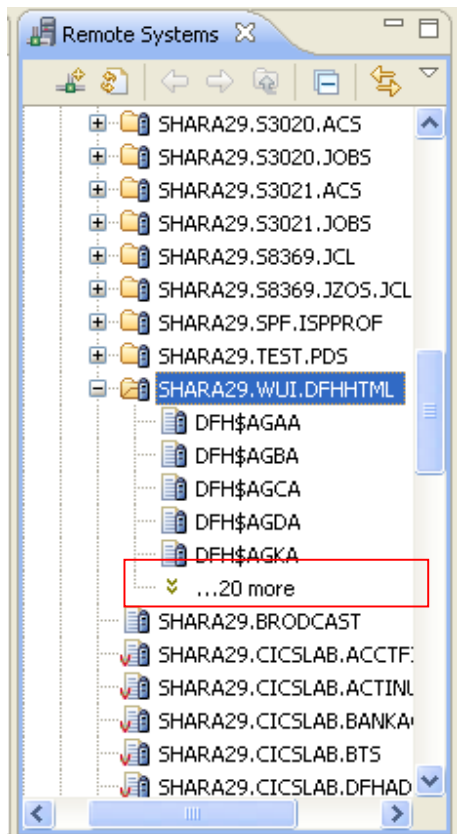 Remote Systems
SHARA29.S3020.ACS
SHARA29.S3020.JOBS
SHARA29.S3021.ACS
SHARA29.S3021.JOBS
SHARA29.S8369.JCL
SHARA29.S8369.JZOS.JCL
SHARA29.SPF.ISPPROF
SHARA29.TEST.PDS
SHARA29.WUI.DFHHTML
DFH$AGAA
DFH$AGBA
DFH$AGCA
DFH$AGDA
DFH$AGKA
...20 more
SHARA29.BRODCAST
SHARA29.CICSLAB.ACCTF
SHARA29.CICSLAB.ACTINU
SHARA29.CICSLAB.BANKA
SHARA29.CICSLAB.BTS
SHARA29.CICSLAB.DFHAD